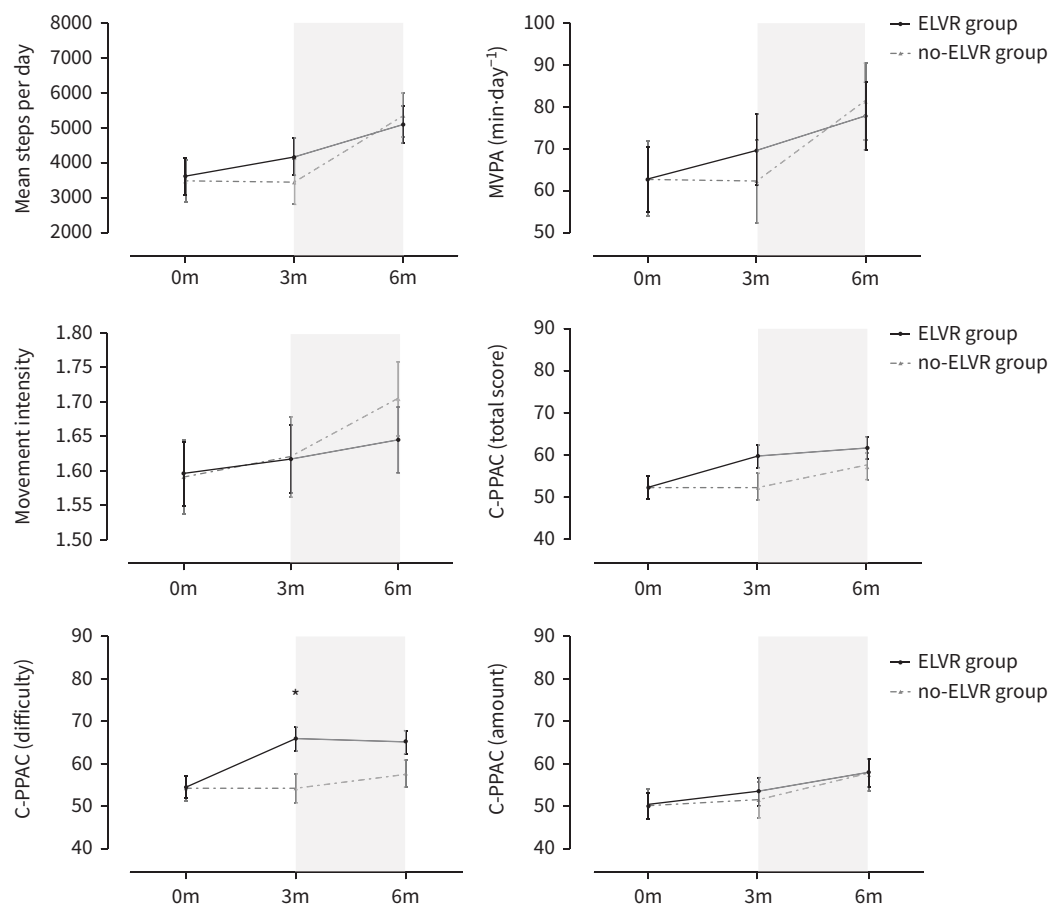 Mean steps per day
8000
7000
6000
5000
4000
3000
2000
0m 3m 6m
MVPA (min·day⁻¹)
100
90
80
70
60
50
0m 3m 6m
ELVR group
no-ELVR group
Movement intensity
1.80
1.75
1.70
1.65
1.60
1.55
1.50
0m 3m 6m
C-PPAC (total score)
90
80
70
60
50
40
0m 3m 6m
ELVR group
no-ELVR group
C-PPAC (difficulty)
90
80
70
60
50
40
*
0m 3m 6m
C-PPAC (amount)
90
80
70
60
50
40
0m 3m 6m
ELVR group
no-ELVR group